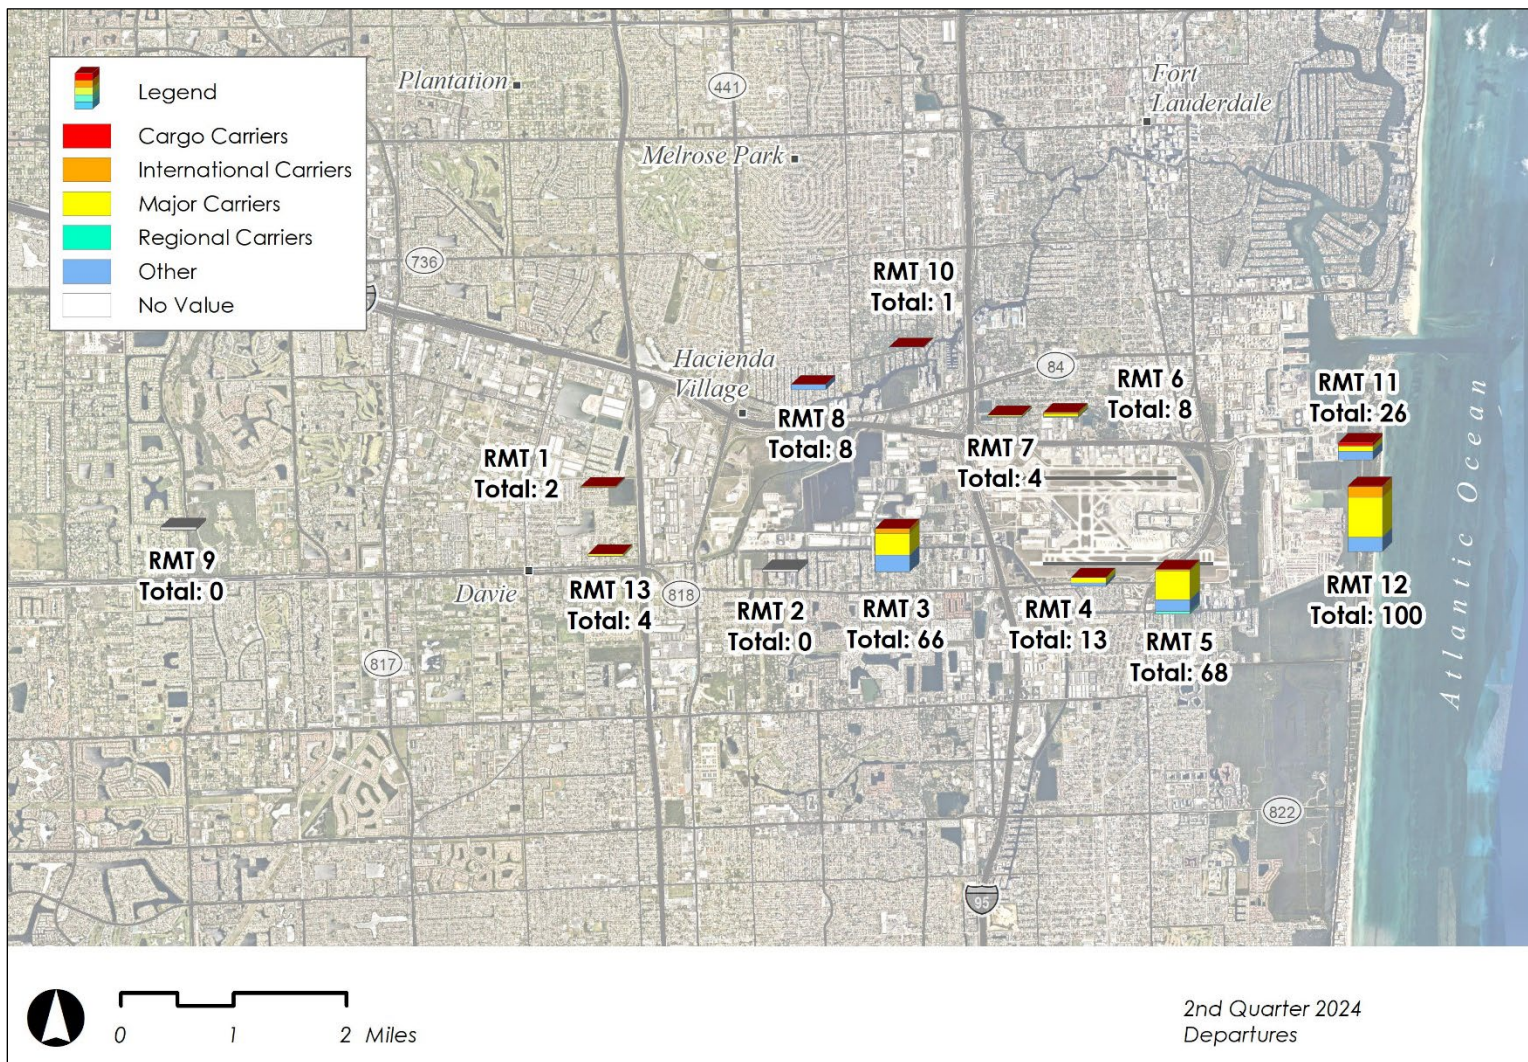 Legend
Cargo Carriers
International Carriers
Major Carriers
Regional Carriers
Other
No Value
Plantation
441
Fort
Lauderdale
Melrose Park
736
RMT 10
Total: 1
Hacienda
Village
84
RMT 6
Total: 8
RMT 11
Total: 26
RMT 8
Total: 8
RMT 7
Total: 4
RMT 1
Total: 2
Atlantic Ocean
RMT 9
Total: 0
Davie
RMT 13
Total: 4
818
RMT 2
Total: 0
RMT 3
Total: 66
RMT 4
Total: 13
RMT 5
Total: 68
RMT 12
Total: 100
817
822
95
0 1 2 Miles
2nd Quarter 2024
Departures